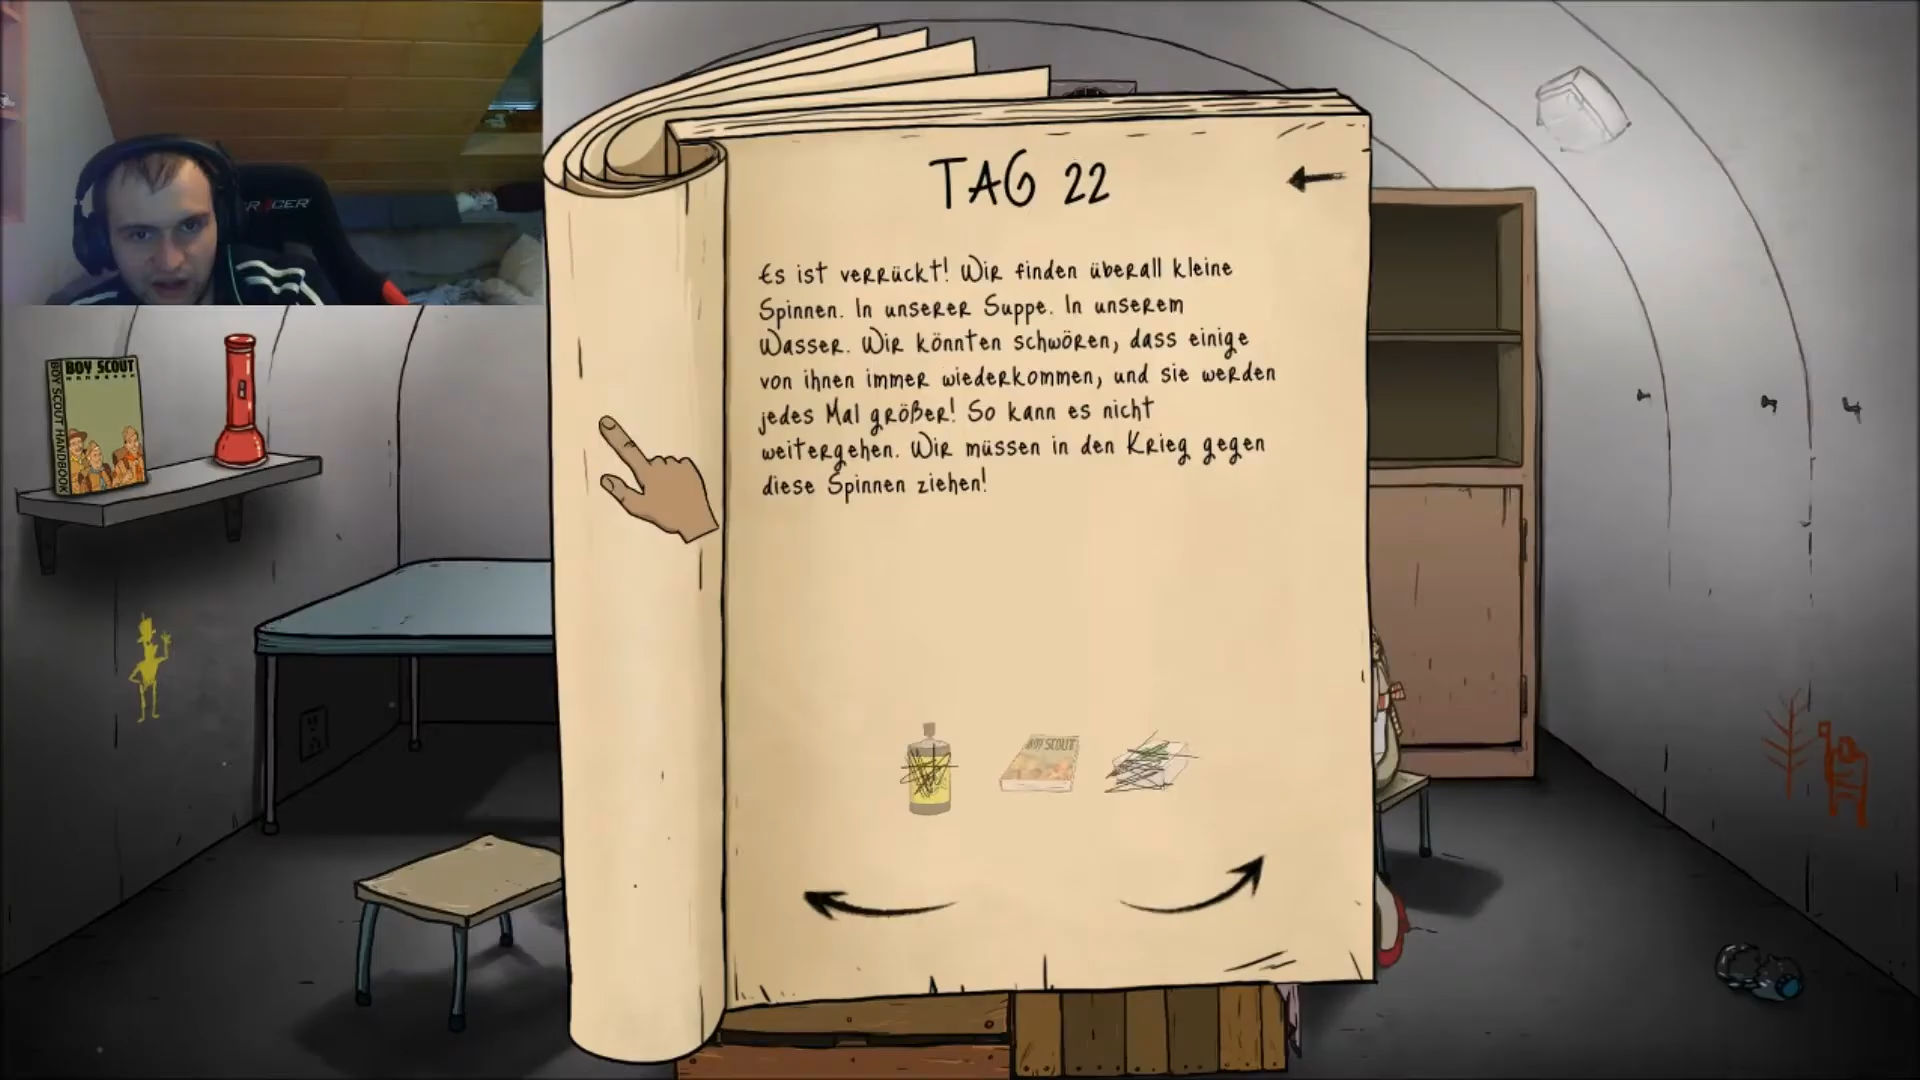 TAG 22
Es ist verrückt! Wir finden überall kleine
Spinnen. In unserer Suppe. In unserem
Wasser. Wir könnten schwören, dass einige
von ihnen immer wiederkommen, und sie werden
jedes Mal größer! So kann es nicht
weitergehen. Wir müssen in den Krieg gegen
diese Spinnen ziehen!
BOY SCOUT
BOY SCOUT HANDBOOK
BOY SCOUT